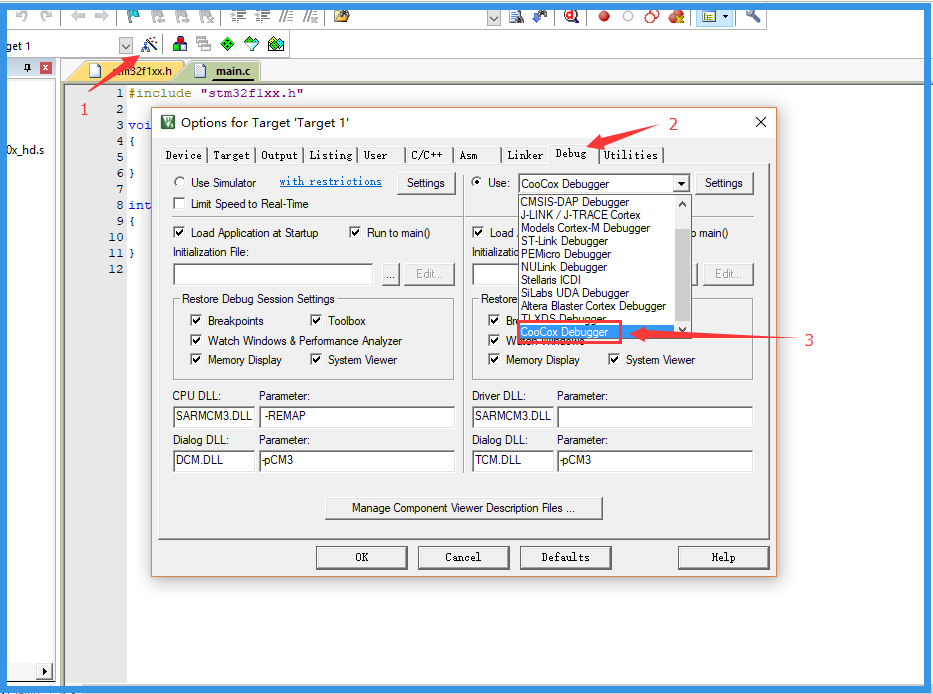 get 1
1
stm32f1xx.h
main.c
0x_hd.s
1 #include "stm32f1xx.h"
2
3 voi
4 {
5
6 }
7
8 int
9 {
10
11 }
12
Options for Target 'Target 1'
2
Device Target Output Listing User C/C++ Asm Linker Debug Utilities
Use Simulator with restrictions Settings Use: CooCox Debugger Settings
Limit Speed to Real-Time
CMSIS-DAP Debugger
J-LINK / J-TRACE Cortex
Models Cortex-M Debugger
ST-Link Debugger
PEMicro Debugger
NULink Debugger
Stellaris ICDI
SiLabs UDA Debugger
Altera Blaster Cortex Debugger
TI XDS Debugger
CooCox Debugger
3
Load Application at Startup Run to main() Load main()
Initialization File: Initializatio
... Edit... Edit...
Restore Debug Session Settings Restore
Breakpoints Toolbox Br
Watch Windows & Performance Analyzer Watch Windows
Memory Display System Viewer Memory Display System Viewer
CPU DLL: Parameter: Driver DLL: Parameter:
SARMCM3.DLL -REMAP SARMCM3.DLL
Dialog DLL: Parameter: Dialog DLL: Parameter:
DCM.DLL -pCM3 TCM.DLL -pCM3
Manage Component Viewer Description Files ...
OK Cancel Defaults Help